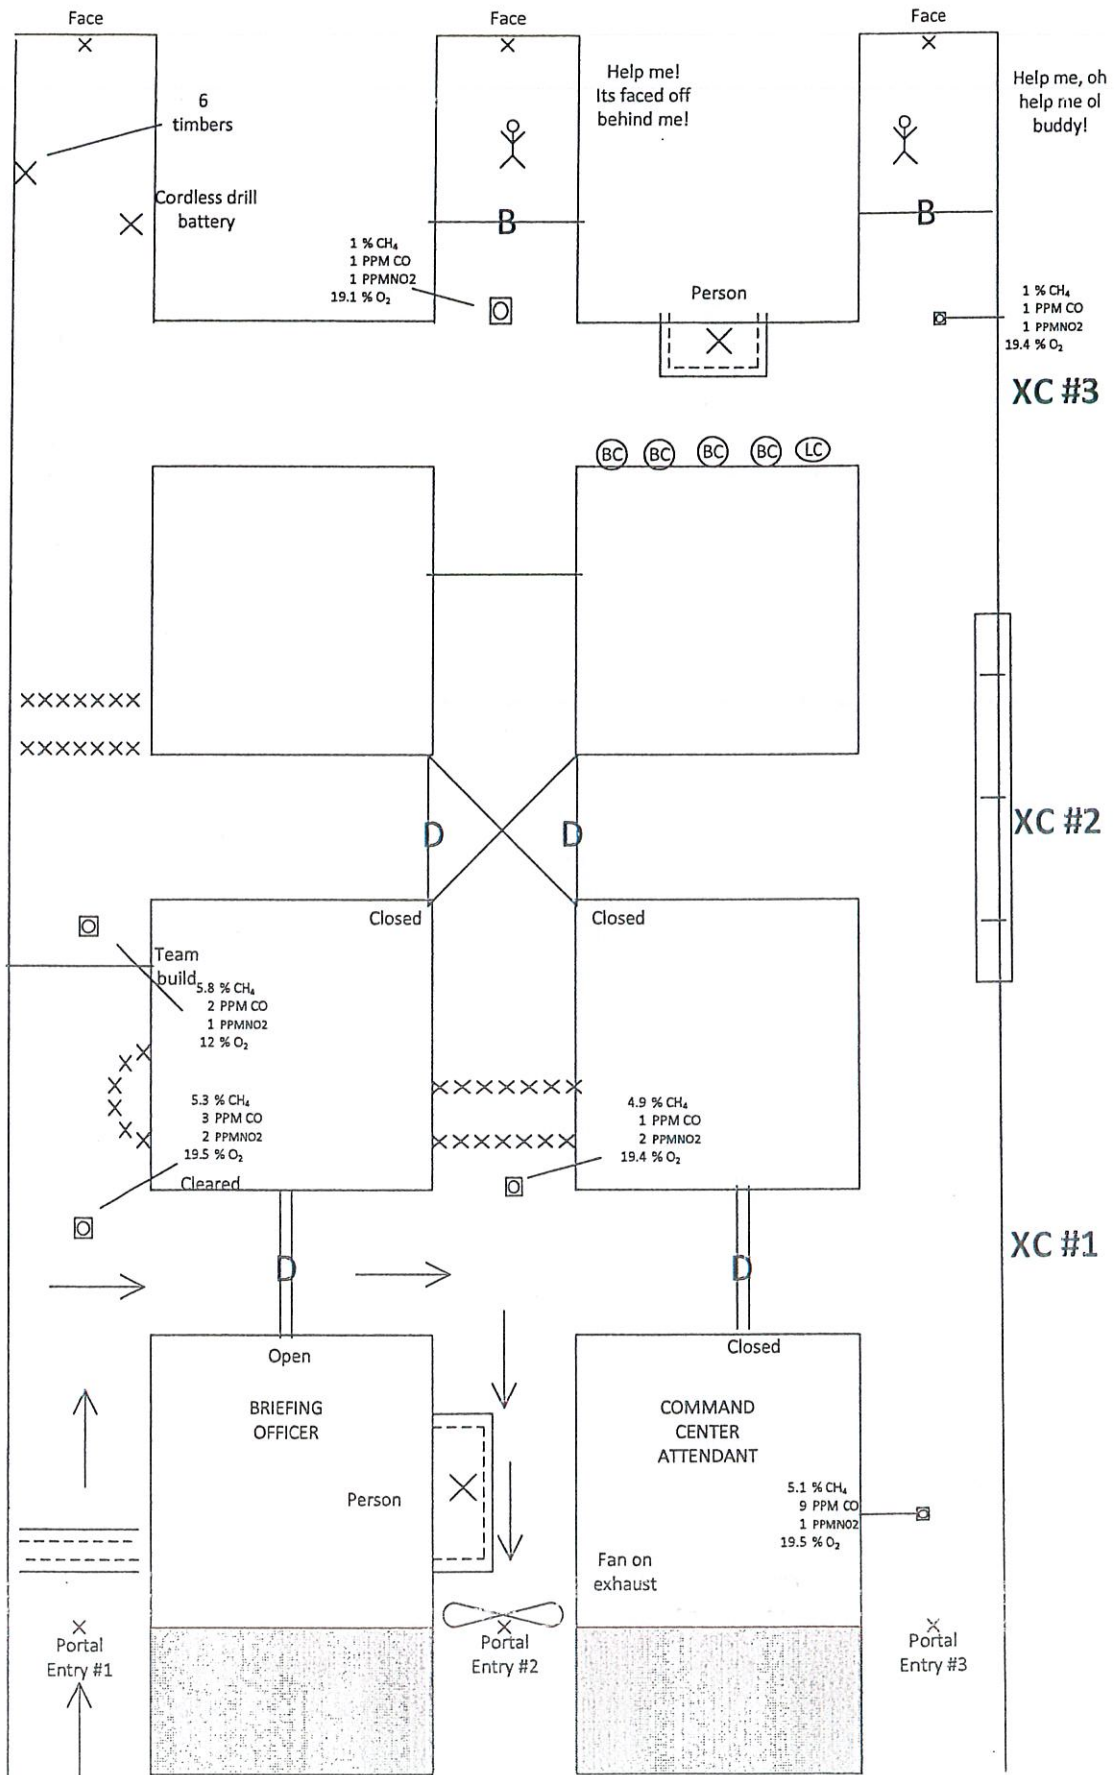 Face
Face
Face
6
timbers
Help me!
Its faced off
behind me!
Help me, oh
help me ol
buddy!
Cordless drill
battery
B
B
1 % CH₄
1 PPM CO
1 PPMNO2
19.1 % O₂
Person
1 % CH₄
1 PPM CO
1 PPMNO2
19.4 % O₂
XC #3
BC
BC
BC
BC
LC
D
D
XC #2
Closed
Closed
Team
build
5.8 % CH₄
2 PPM CO
1 PPMNO2
12 % O₂
5.3 % CH₄
3 PPM CO
2 PPMNO2
19.5 % O₂
Cleared
4.9 % CH₄
1 PPM CO
2 PPMNO2
19.4 % O₂
XC #1
D
D
Open
Closed
BRIEFING
OFFICER
COMMAND
CENTER
ATTENDANT
Person
5.1 % CH₄
9 PPM CO
1 PPMNO2
19.5 % O₂
Fan on
exhaust
Portal
Entry #1
Portal
Entry #2
Portal
Entry #3